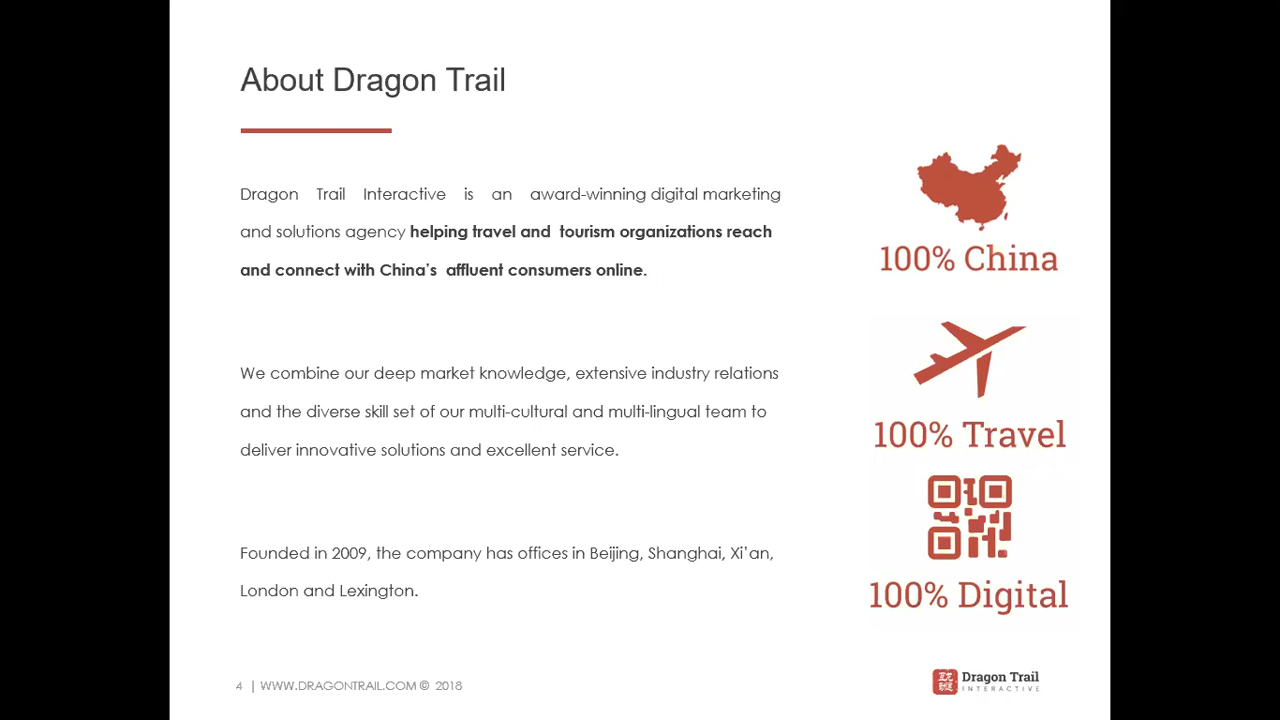 About Dragon Trail
Dragon Trail Interactive is an award-winning digital marketing
and solutions agency helping travel and tourism organizations reach
and connect with China’s affluent consumers online.
We combine our deep market knowledge, extensive industry relations
and the diverse skill set of our multi-cultural and multi-lingual team to
deliver innovative solutions and excellent service.
Founded in 2009, the company has offices in Beijing, Shanghai, Xi’an,
London and Lexington.
100% China
100% Travel
100% Digital
4 | WWW.DRAGONTRAIL.COM © 2018
Dragon Trail
INTERACTIVE